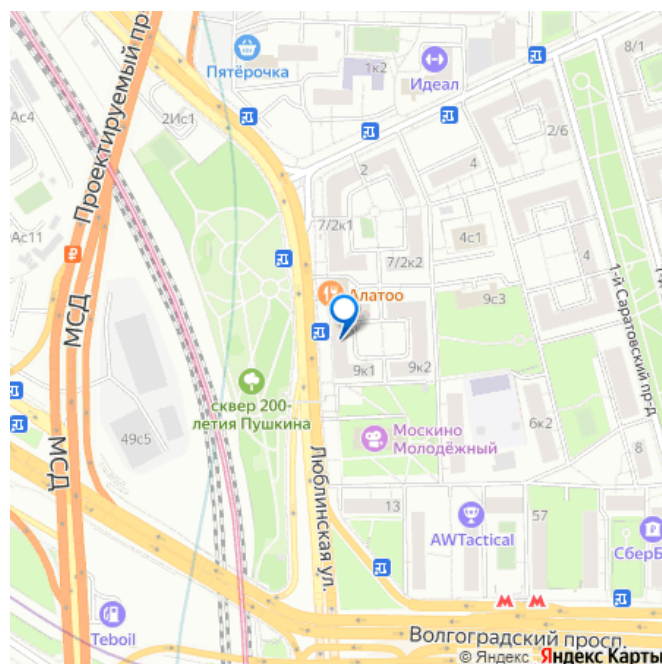 Проектируемый пр.
Пятёрочка
1к2
Идеал
8/1
Ас4
2Ис1
2
4
2/6
7/2к1
4с1
7/2к2
Ас11
1-й Саратовский пр-д
МСД
Алатоо
9с3
9к1
9к2
сквер 200-
летия Пушкина
49с5
МСД
Москино
Молодёжный
6к2
8
Люблинская ул.
13
57
AWTactical
СберБ
Teboil
Волгоградский просп.
© Яндекс Яндекс Карты